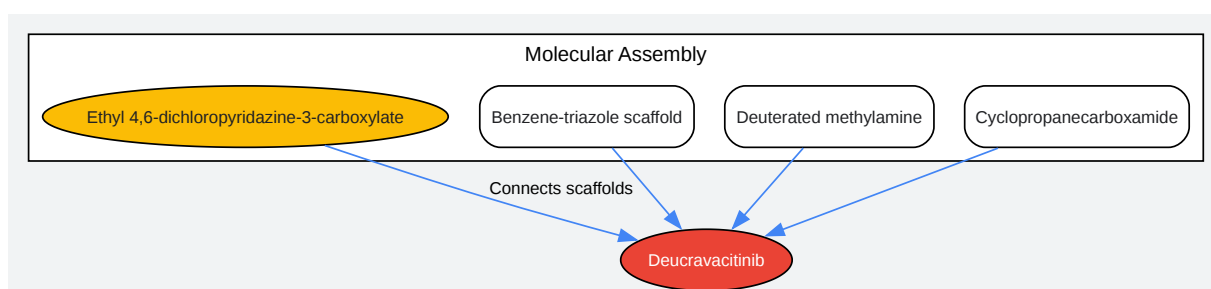 Molecular Assembly
Ethyl 4,6-dichloropyridazine-3-carboxylate
Benzene-triazole scaffold
Deuterated methylamine
Cyclopropanecarboxamide
Connects scaffolds
Deucravacitinib